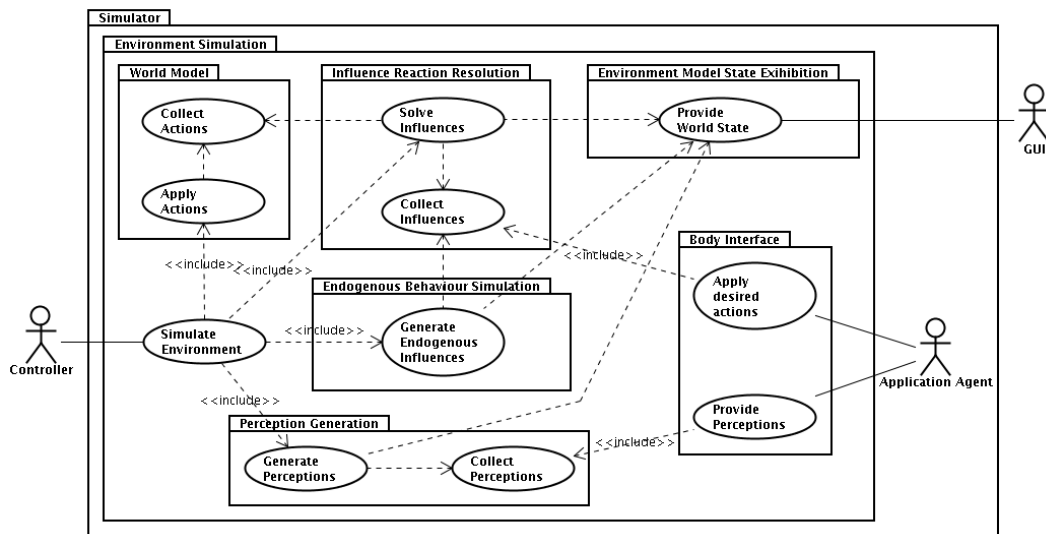 Simulator
Environment Simulation
World Model
Influence Reaction Resolution
Environment Model State Exihibition
Collect
Actions
Solve
Influences
Provide
World State
GUI
Apply
Actions
Collect
Influences
Body Interface
<<include>>
<<include>>
<<include>>
Apply
desired
actions
Endogenous Behaviour Simulation
Simulate
Environment
<<include>>
Generate
Endogenous
Influences
Controller
Application Agent
<<include>>
Provide
Perceptions
Perception Generation
<<include>>
Generate
Perceptions
Collect
Perceptions